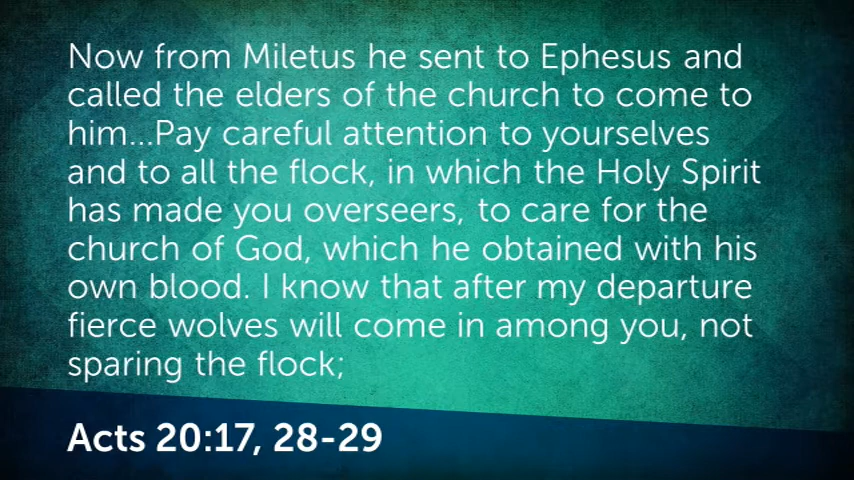 Now from Miletus he sent to Ephesus and
called the elders of the church to come to
him...Pay careful attention to yourselves
and to all the flock, in which the Holy Spirit
has made you overseers, to care for the
church of God, which he obtained with his
own blood. I know that after my departure
fierce wolves will come in among you, not
sparing the flock;
Acts 20:17, 28-29